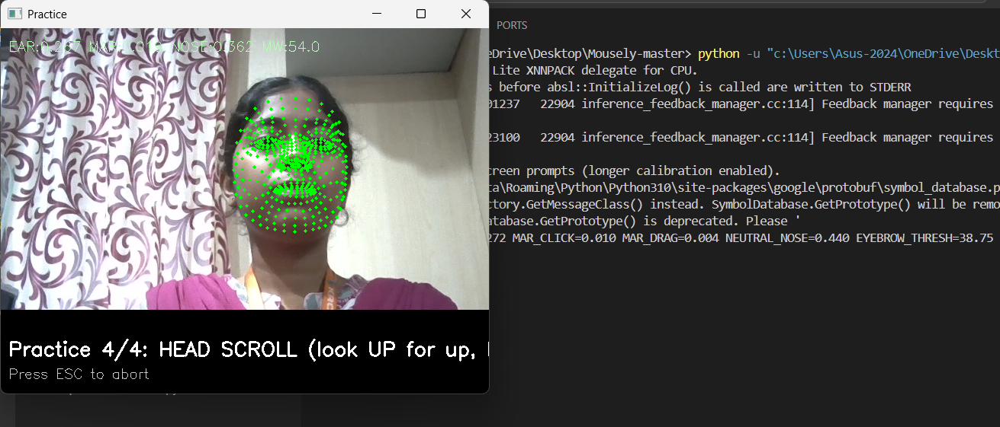 Practice
EAR:0.287 MAR:0.010 NOSE:0.362 MW:54.0
Practice 4/4: HEAD SCROLL (look UP for up,
Press ESC to abort
PORTS
eDrive\Desktop\Mousely-master> python -u "c:\Users\Asus-2024\OneDrive\Deskt
Lite XNNPACK delegate for CPU.
s before absl::InitializeLog() is called are written to STDERR
01237 22904 inference_feedback_manager.cc:114] Feedback manager requires
23100 22904 inference_feedback_manager.cc:114] Feedback manager requires
creen prompts (longer calibration enabled).
ta\Roaming\Python\Python310\site-packages\google\protobuf\symbol_database.p
ctory.GetMessageClass() instead. SymbolDatabase.GetPrototype() will be remo
atabase.GetPrototype() is deprecated. Please '
272 MAR_CLICK=0.010 MAR_DRAG=0.004 NEUTRAL_NOSE=0.440 EYEBROW_THRESH=38.75